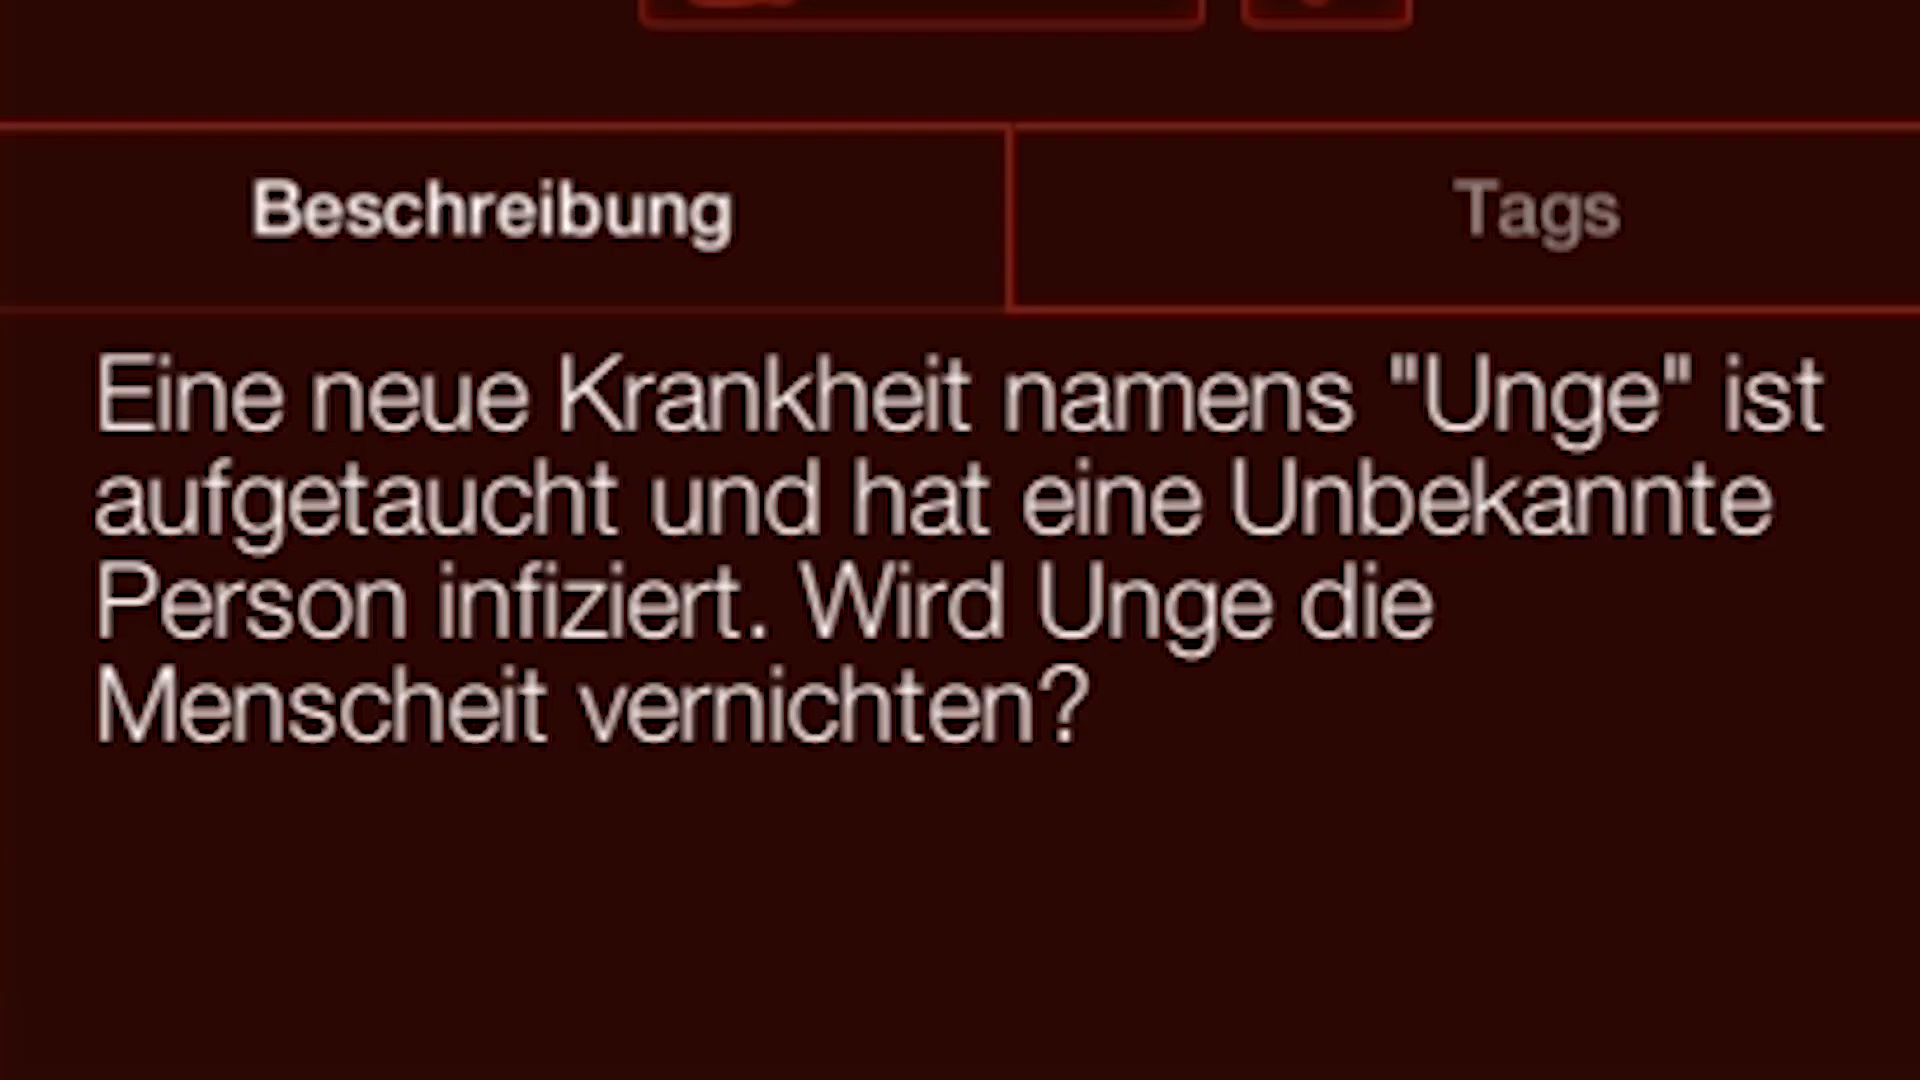 Beschreibung
Tags
Eine neue Krankheit namens "Unge" ist
aufgetaucht und hat eine Unbekannte
Person infiziert. Wird Unge die
Menscheit vernichten?